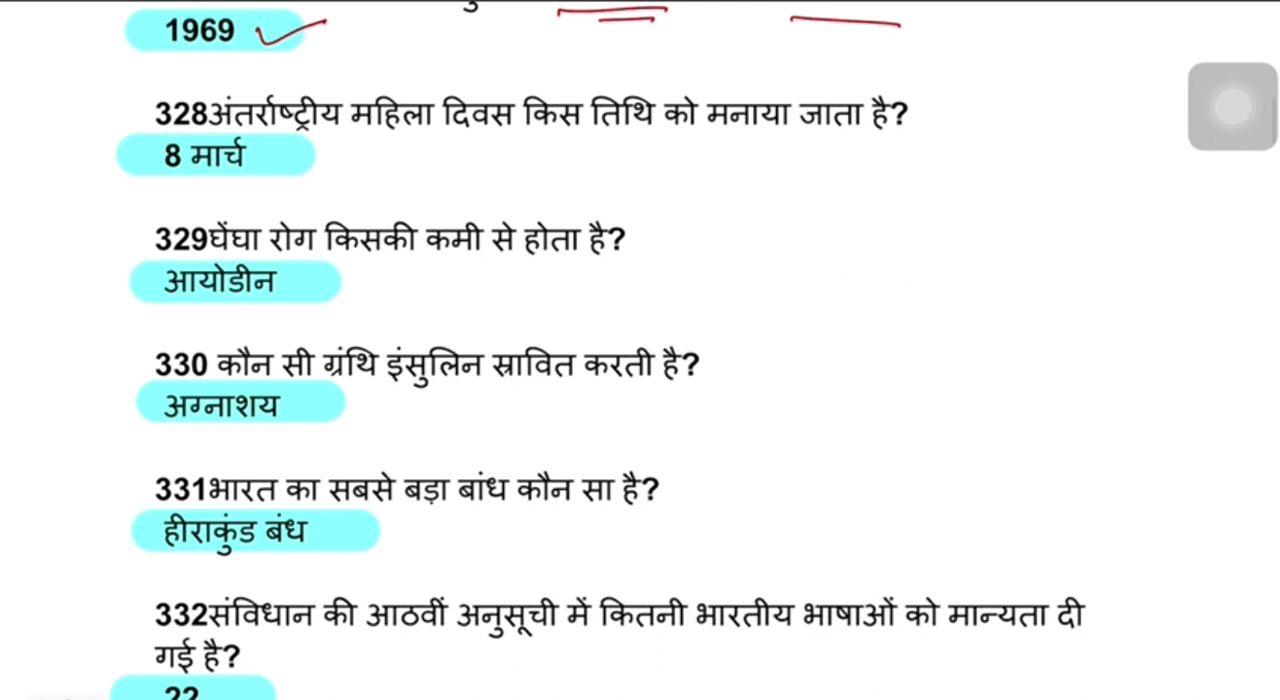 1969
328अंतर्राष्ट्रीय महिला दिवस किस तिथि को मनाया जाता है?
8 मार्च
329घेंघा रोग किसकी कमी से होता है?
आयोडीन
330 कौन सी ग्रंथि इंसुलिन स्रावित करती है?
अग्नाशय
331भारत का सबसे बड़ा बांध कौन सा है?
हीराकुंड बंध
332संविधान की आठवीं अनुसूची में कितनी भारतीय भाषाओं को मान्यता दी
गई है?
22